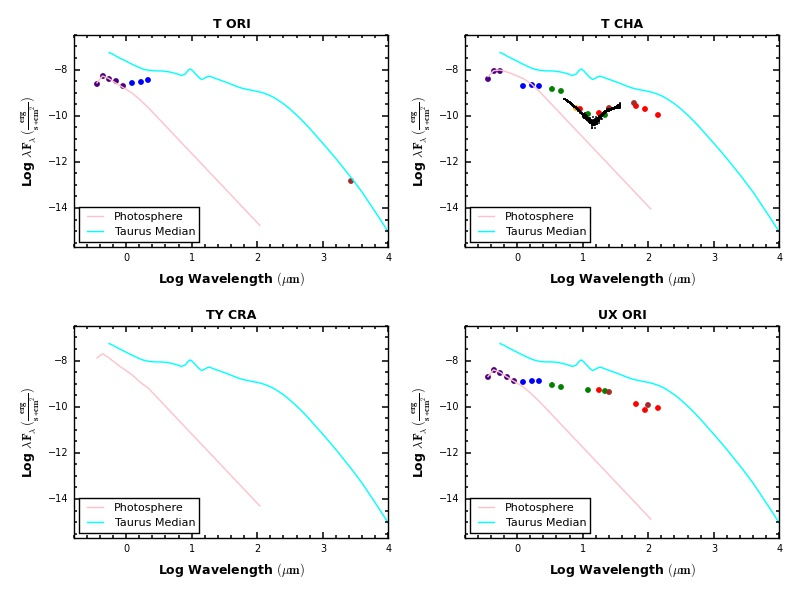 T ORI
T CHA
Log λF_λ (erg/s*cm²)
−8
−10
−12
−14
Photosphere
Taurus Median
0 1 2 3 4
Log Wavelength (μm)
Log λF_λ (erg/s*cm²)
−8
−10
−12
−14
Photosphere
Taurus Median
0 1 2 3 4
Log Wavelength (μm)
TY CRA
UX ORI
Log λF_λ (erg/s*cm²)
−8
−10
−12
−14
Photosphere
Taurus Median
0 1 2 3 4
Log Wavelength (μm)
Log λF_λ (erg/s*cm²)
−8
−10
−12
−14
Photosphere
Taurus Median
0 1 2 3 4
Log Wavelength (μm)